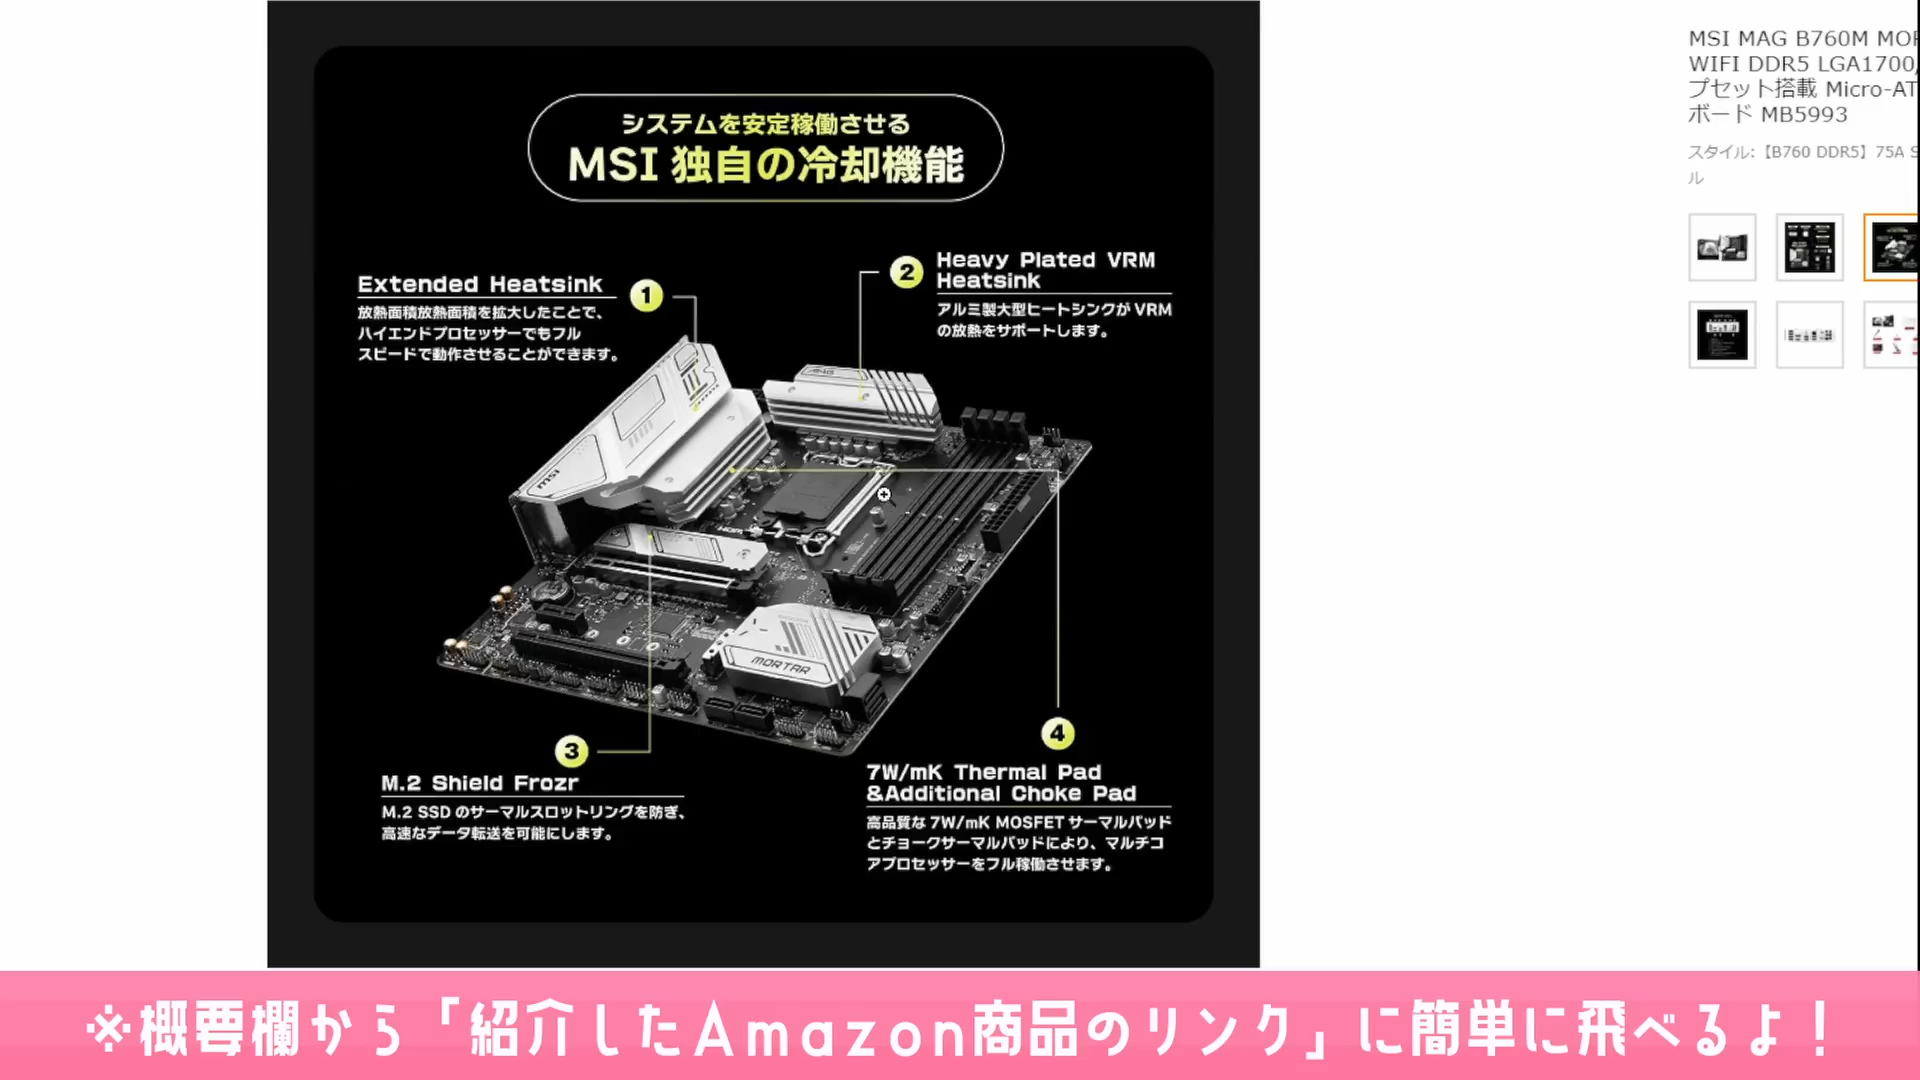 システムを安定稼働させる
MSI 独自の冷却機能
Extended Heatsink
1
放熱面積放熱面積を拡大したことで、
ハイエンドプロセッサーでもフル
スピードで動作させることができます。
2
Heavy Plated VRM
Heatsink
アルミ製大型ヒートシンクが VRM
の放熱をサポートします。
MSI
MORTAR
3
M.2 Shield Frozr
M.2 SSD のサーマルスロットリングを防ぎ、
高速なデータ転送を可能にします。
4
7W/mK Thermal Pad
&Additional Choke Pad
高品質な 7W/mK MOSFET サーマルパッド
とチョークサーマルパッドにより、マルチコ
アプロセッサーをフル稼働させます。
MSI MAG B760M MOR
WIFI DDR5 LGA1700,
プセット搭載 Micro-AT
ボード MB5993
スタイル:【B760 DDR5】75A S
ル
※概要欄から「紹介したAmazon商品のリンク」に簡単に飛べるよ！